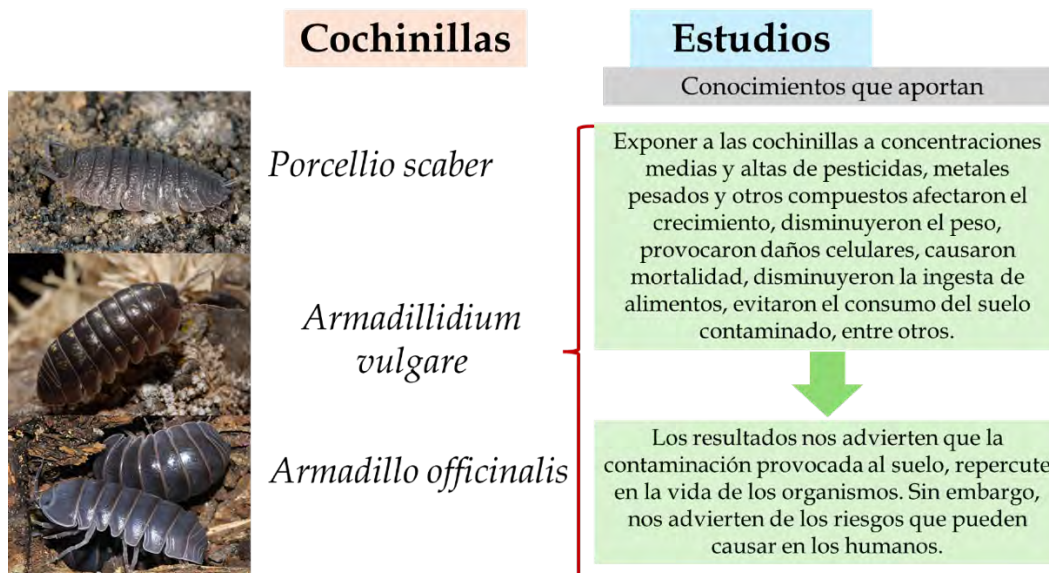 Cochinillas
Estudios
Conocimientos que aportan
Porcellio scaber
Armadillidium
vulgare
Armadillo officinalis
Exponer a las cochinillas a concentraciones
medias y altas de pesticidas, metales
pesados y otros compuestos afectaron el
crecimiento, disminuyeron el peso,
provocaron daños celulares, causaron
mortalidad, disminuyeron la ingesta de
alimentos, evitaron el consumo del suelo
contaminado, entre otros.
Los resultados nos advierten que la
contaminación provocada al suelo, repercute
en la vida de los organismos. Sin embargo,
nos advierten de los riesgos que pueden
causar en los humanos.